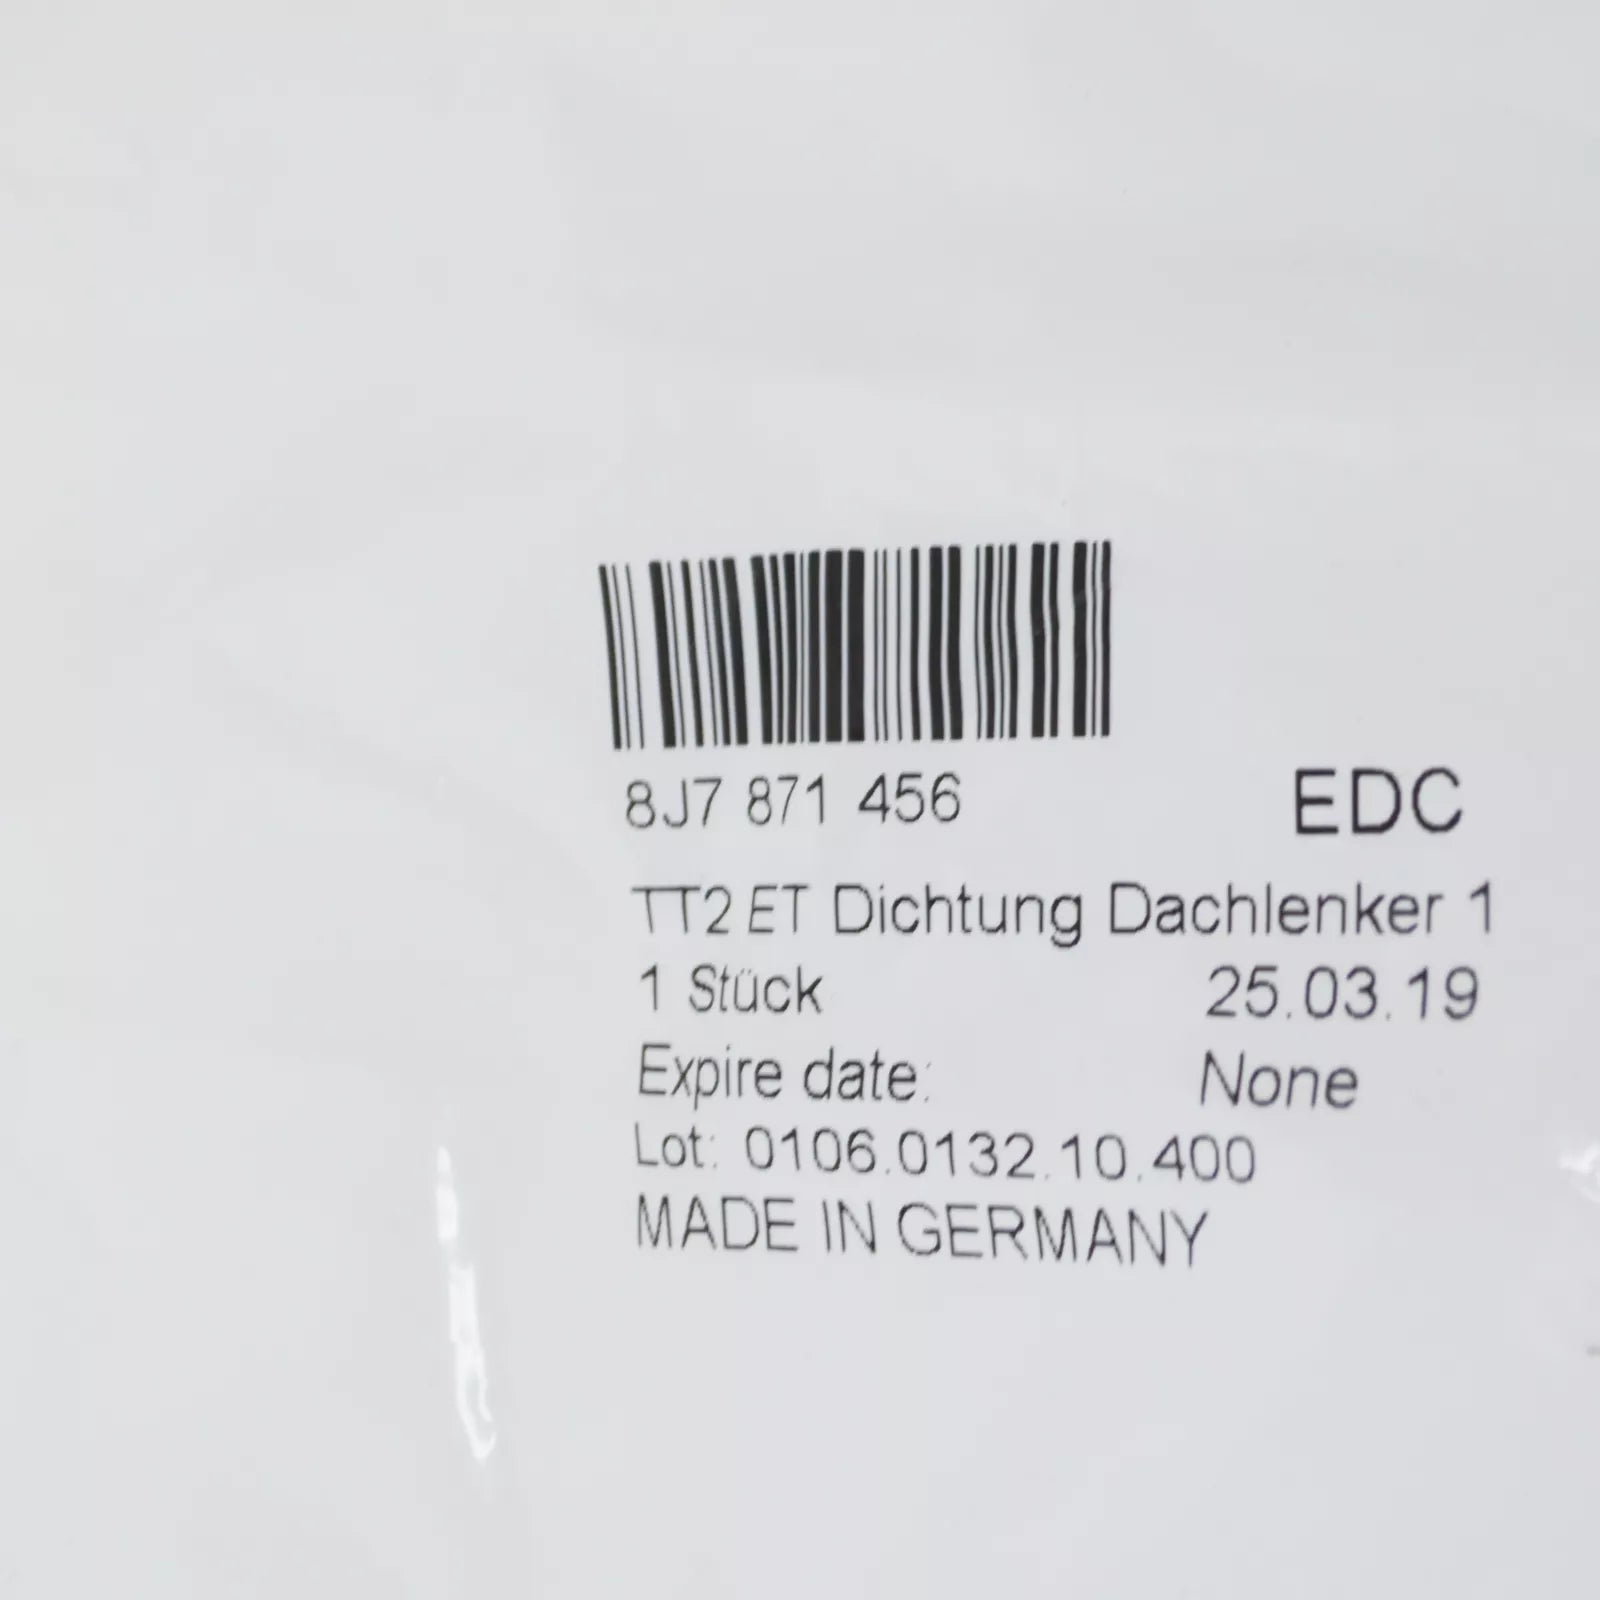 8J7 871 456 EDC
TT2 ET Dichtung Dachlenker 1
1 Stück 25.03.19
Expire date: None
Lot: 0106.0132.10.400
MADE IN GERMANY